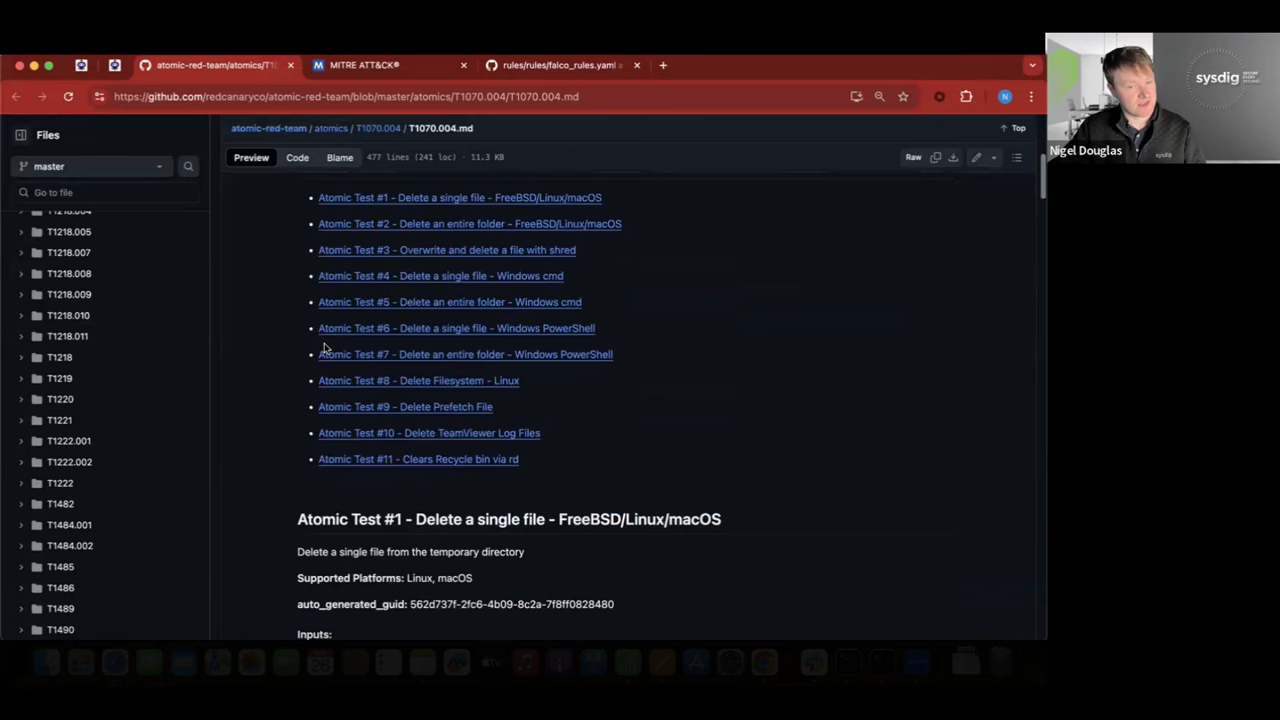 atomic-red-team/atomics/T10
MITRE ATT&CK®
rules/rules/falco_rules.yaml a
https://github.com/redcanaryco/atomic-red-team/blob/master/atomics/T1070.004/T1070.004.md
N
sysdig
SECURE
EVERY
SECOND.
sysdig
Nigel Douglas
Files
master
Go to file
T1218.004
T1218.005
T1218.007
T1218.008
T1218.009
T1218.010
T1218.011
T1218
T1219
T1220
T1221
T1222.001
T1222.002
T1222
T1482
T1484.001
T1484.002
T1485
T1486
T1489
T1490
atomic-red-team / atomics / T1070.004 / T1070.004.md
Top
Preview Code Blame 477 lines (241 loc) · 11.3 KB
Raw
• Atomic Test #1 - Delete a single file - FreeBSD/Linux/macOS
• Atomic Test #2 - Delete an entire folder - FreeBSD/Linux/macOS
• Atomic Test #3 - Overwrite and delete a file with shred
• Atomic Test #4 - Delete a single file - Windows cmd
• Atomic Test #5 - Delete an entire folder - Windows cmd
• Atomic Test #6 - Delete a single file - Windows PowerShell
• Atomic Test #7 - Delete an entire folder - Windows PowerShell
• Atomic Test #8 - Delete Filesystem - Linux
• Atomic Test #9 - Delete Prefetch File
• Atomic Test #10 - Delete TeamViewer Log Files
• Atomic Test #11 - Clears Recycle bin via rd
Atomic Test #1 - Delete a single file - FreeBSD/Linux/macOS
Delete a single file from the temporary directory
Supported Platforms: Linux, macOS
auto_generated_guid: 562d737f-2fc6-4b09-8c2a-7f8ff0828480
Inputs:
26
tv